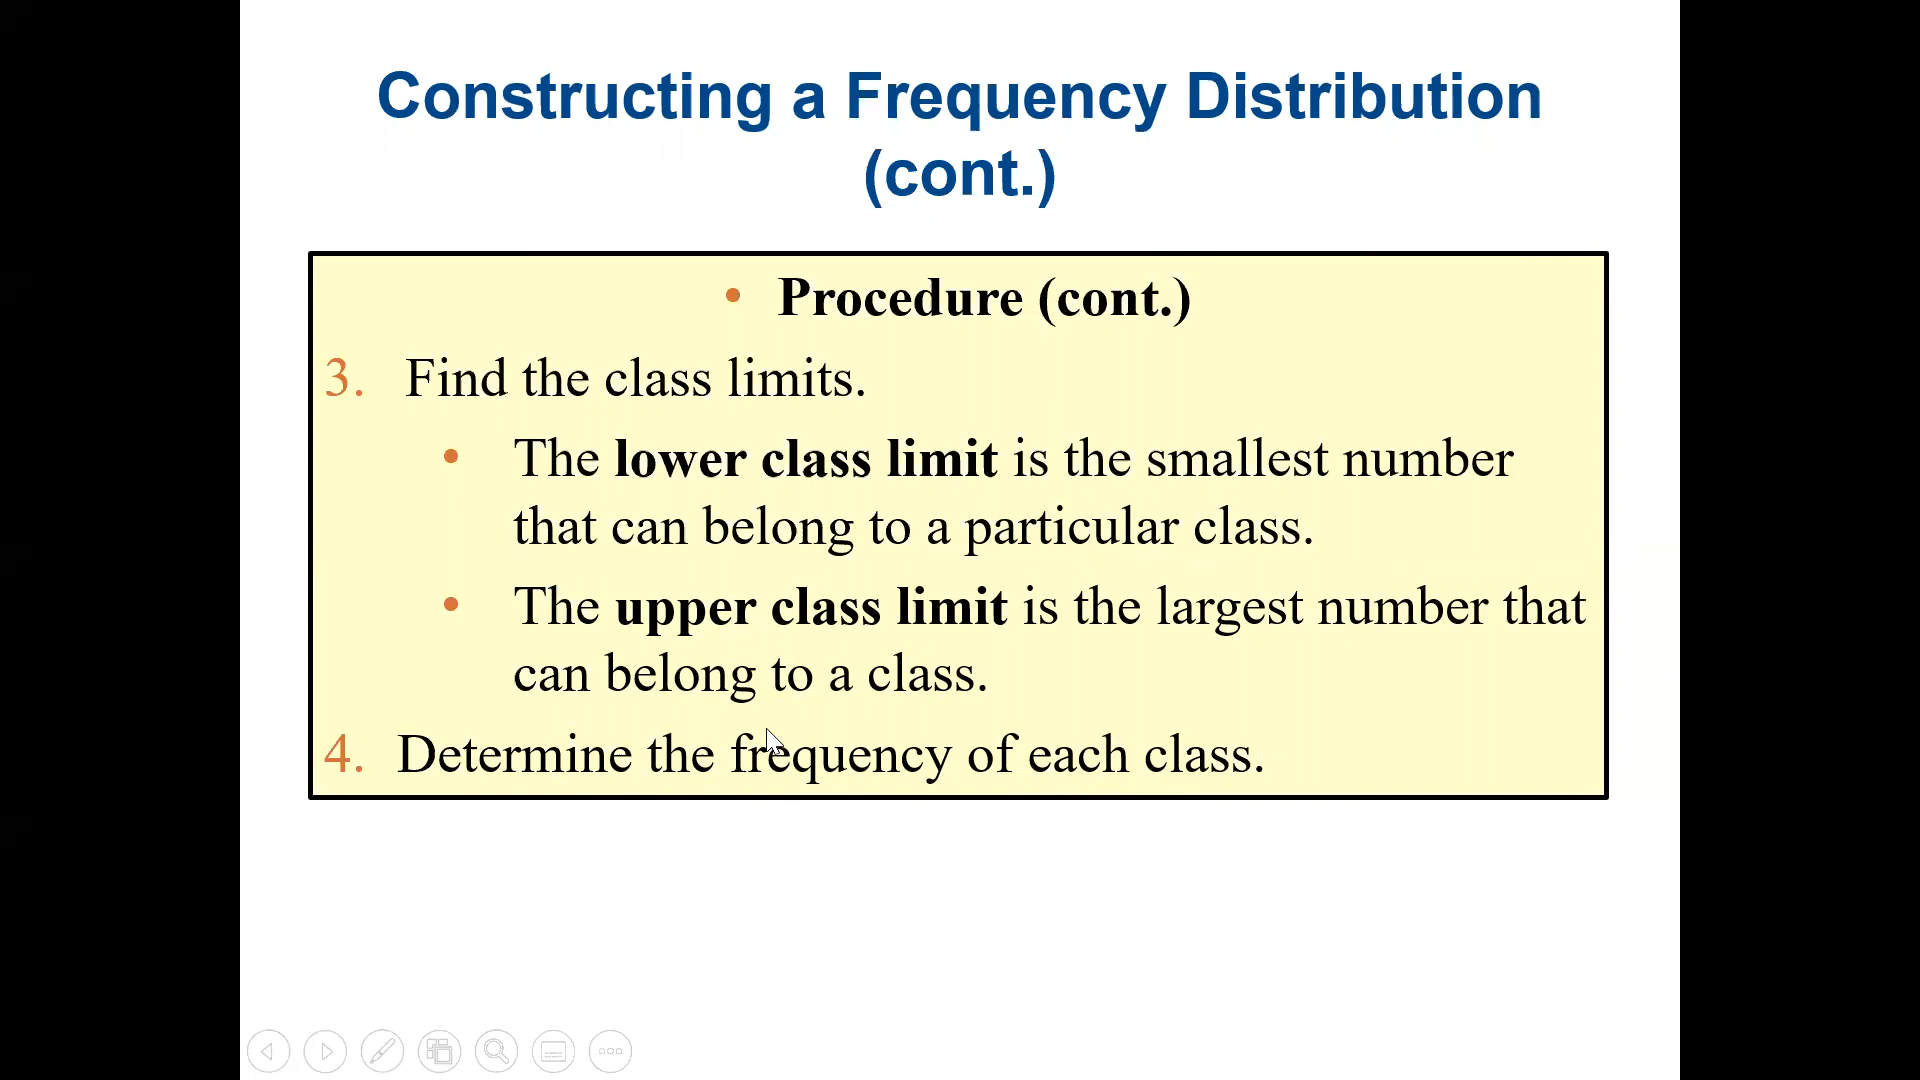 Constructing a Frequency Distribution
(cont.)
• Procedure (cont.)
3. Find the class limits.
• The lower class limit is the smallest number
that can belong to a particular class.
• The upper class limit is the largest number that
can belong to a class.
4. Determine the frequency of each class.